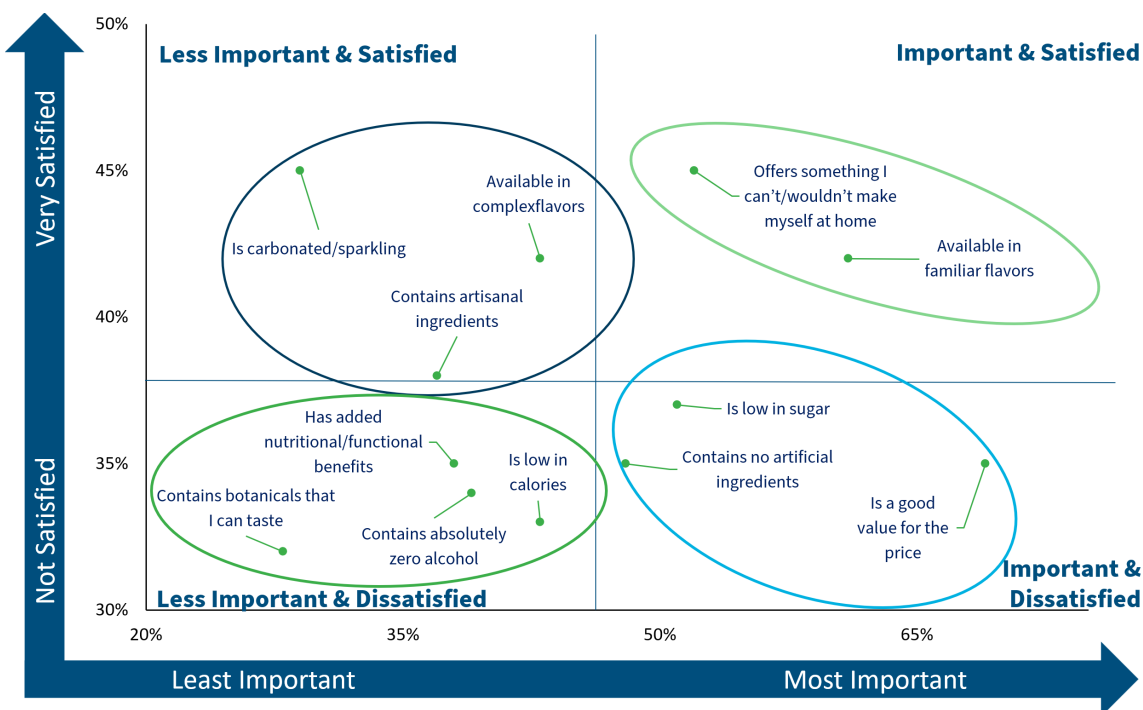 50%
Less Important & Satisfied
Important & Satisfied
Very Satisfied
45%
Offers something I
can't/wouldn't make
myself at home
Available in
complexflavors
Is carbonated/sparkling
Available in
familiar flavors
40%
Contains artisanal
ingredients
Has added
nutritional/functional
benefits
Is low in sugar
35%
Is low in
calories
Contains no artificial
ingredients
Contains botanicals that
I can taste
Is a good
value for the
price
Contains absolutely
zero alcohol
Not Satisfied
Important &
Dissatisfied
Less Important & Dissatisfied
30%
20%
35%
50%
65%
Least Important
Most Important